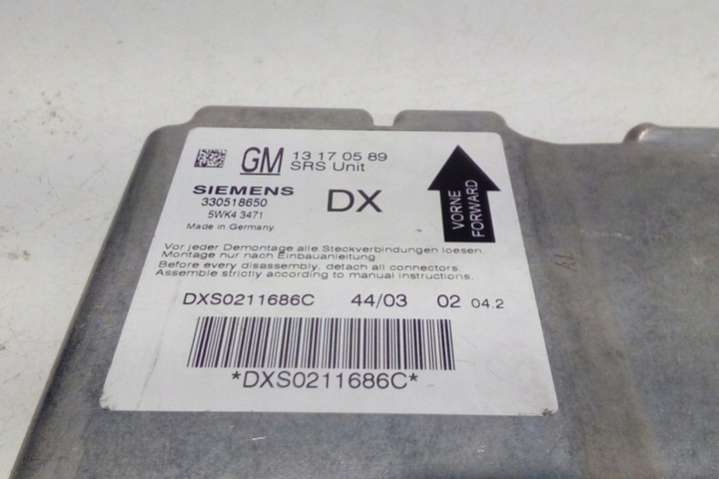 GM 13 17 05 89
SRS Unit
SIEMENS
330518650
5WK4 3471
Made in Germany
DX
VORNE
FORWARD
Vor jeder Demontage alle Steckverbindungen loesen.
Montage nur nach Einbauanleitung
Before every disassembly, detach all connectors.
Assemble strictly according to manual instructions.
DXS0211686C 44/03 02 04.2
*DXS0211686C*